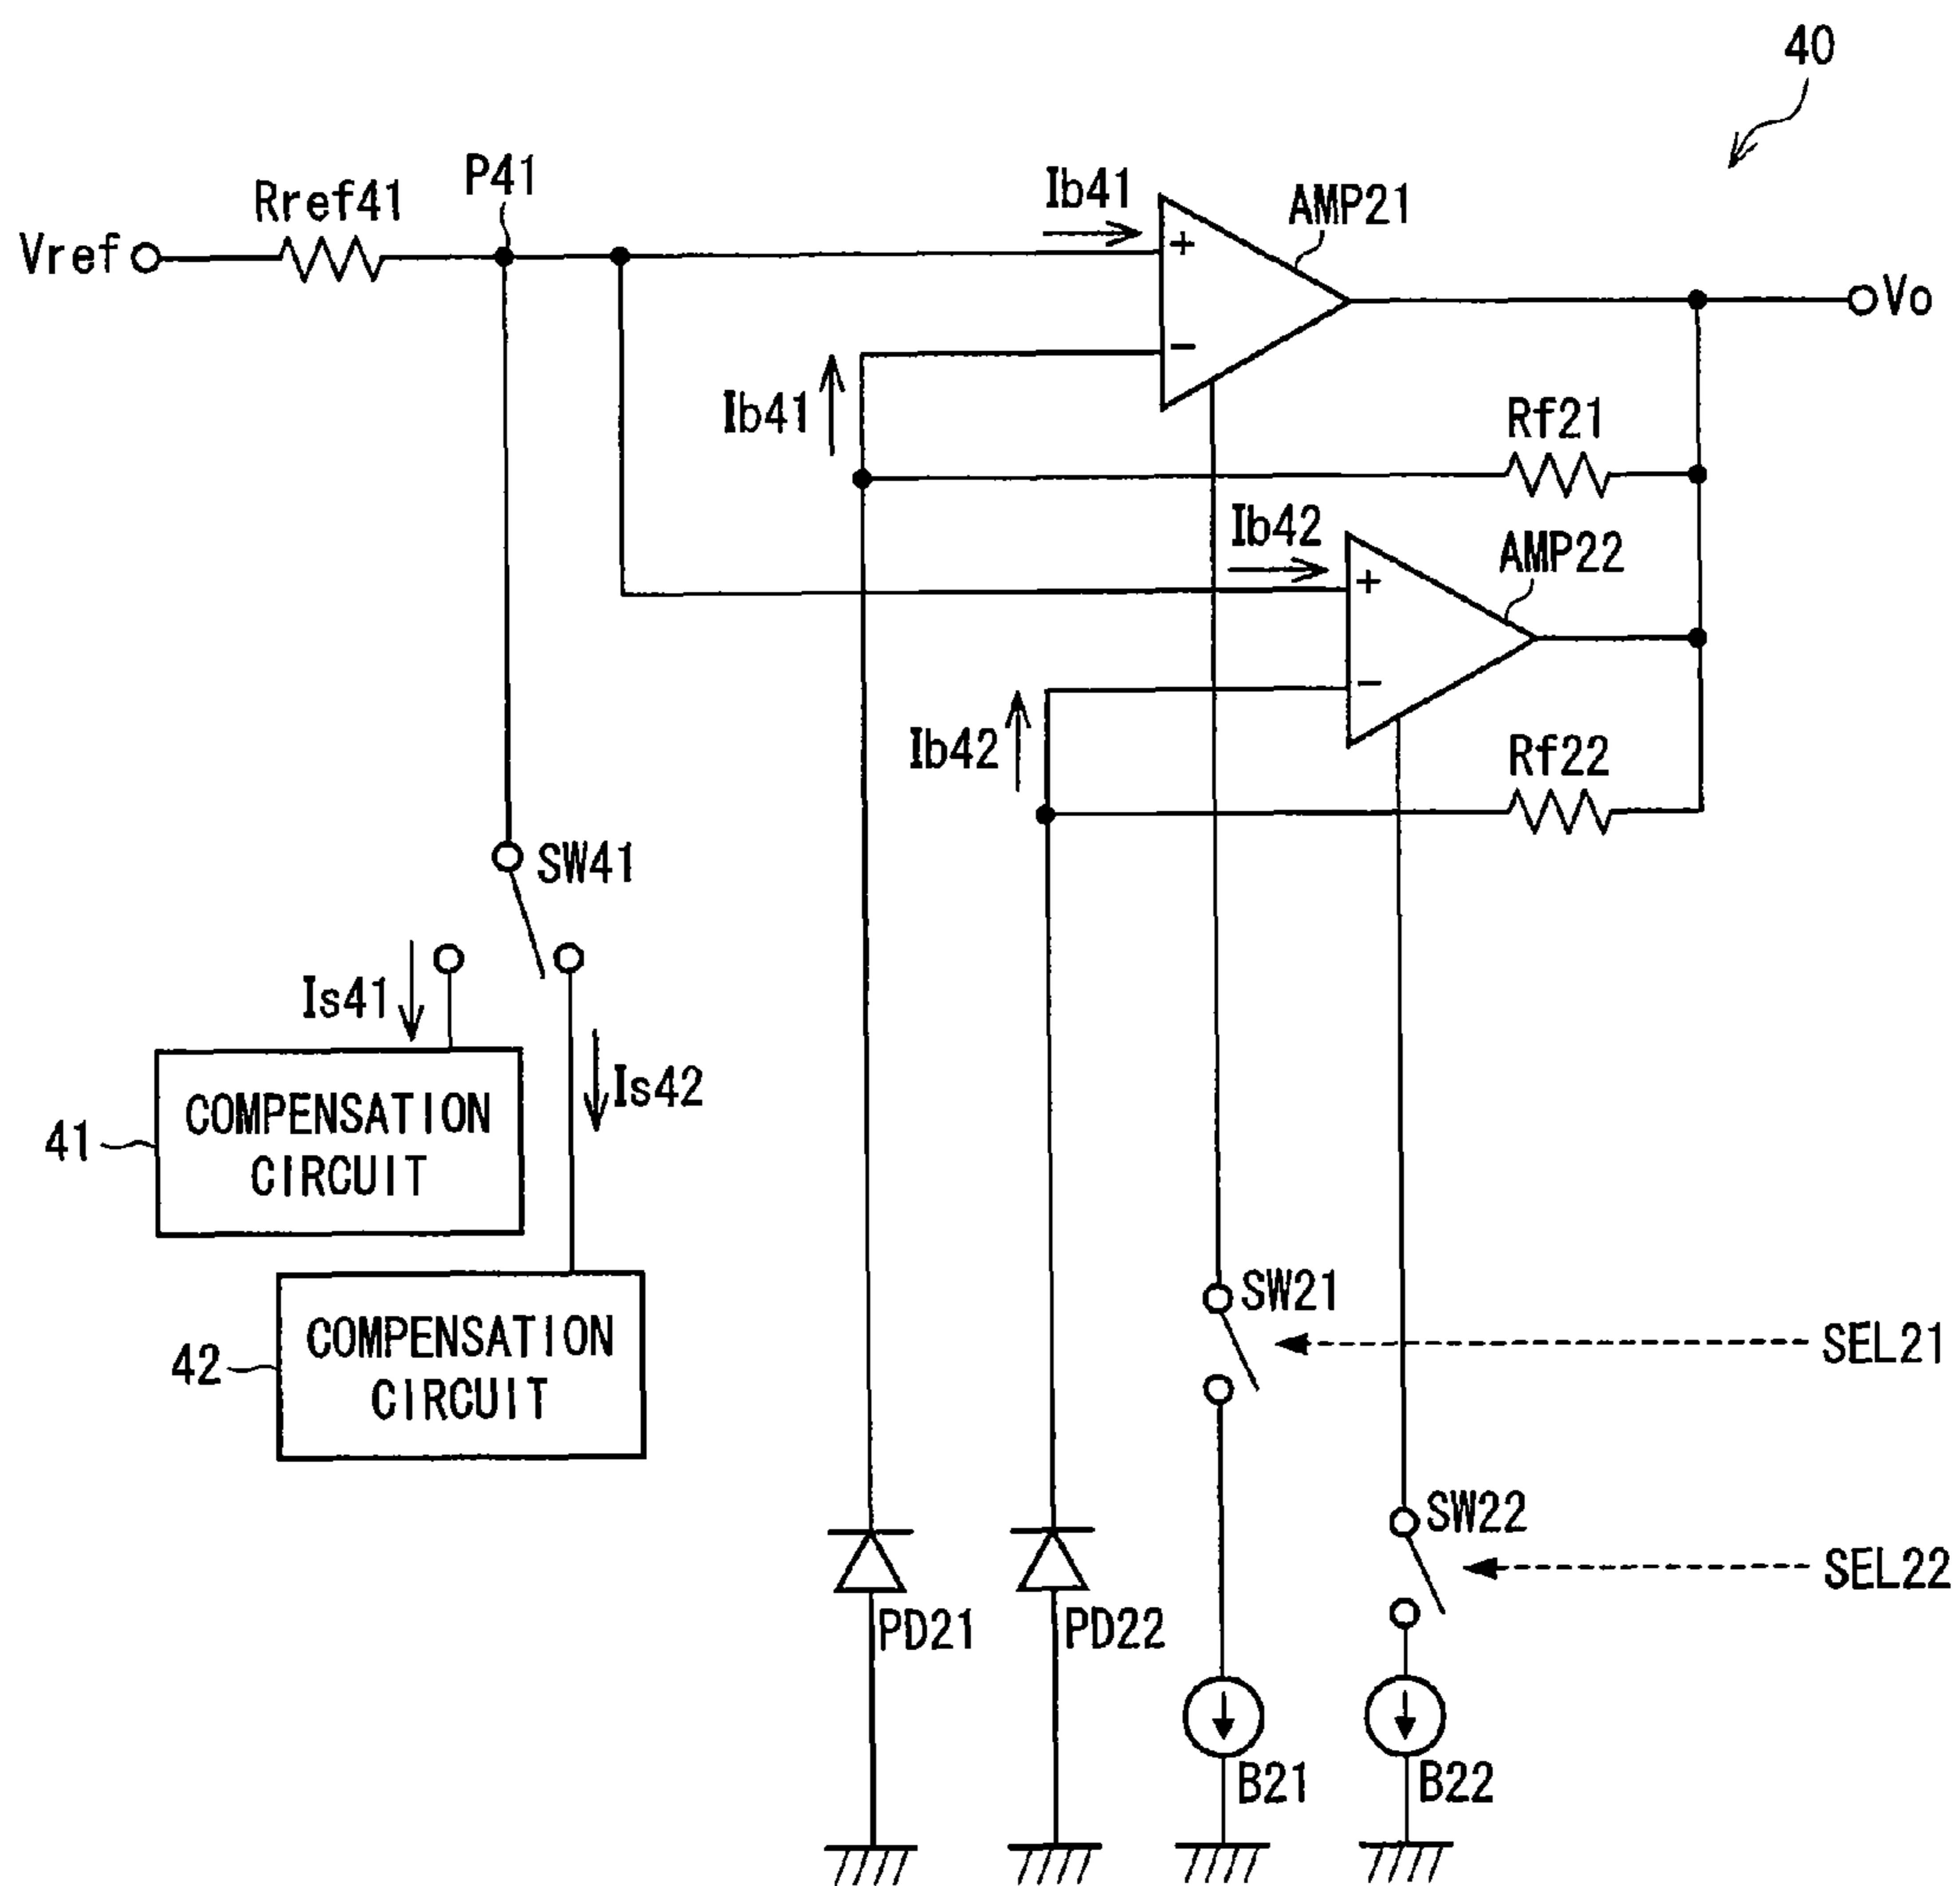 40
P41
Rref41
Vref
Ib41
AMP21
+
−
Vo
Ib41
Rf21
Ib42
AMP22
+
−
Ib42
Rf22
SW41
Is41
Is42
COMPENSATION
CIRCUIT
41
COMPENSATION
CIRCUIT
42
SW21
SEL21
SW22
SEL22
PD21
PD22
B21
B22